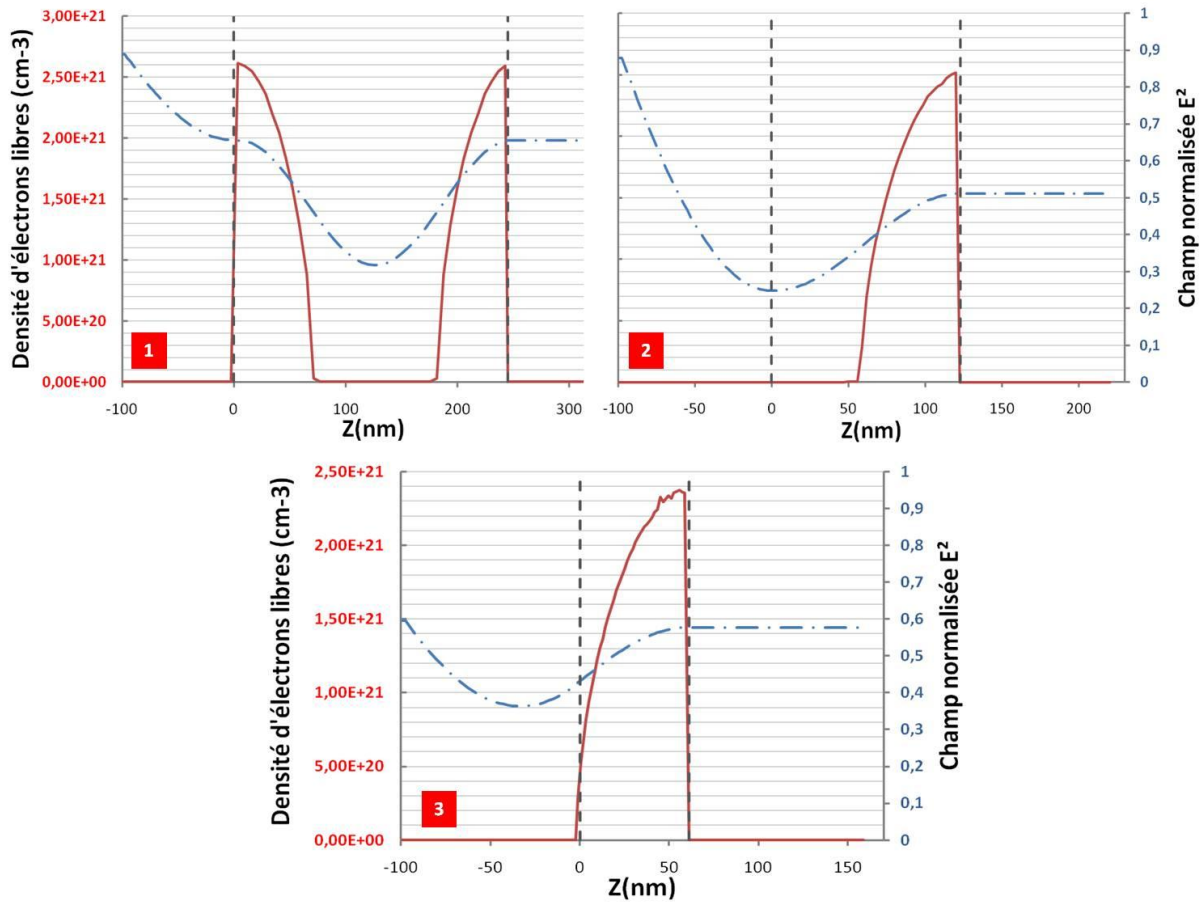 Densité d'électrons libres (cm-3)
3,00E+21
2,50E+21
2,00E+21
1,50E+21
1,00E+21
5,00E+20
0,00E+00
-100
0
100
200
300
Z(nm)
1
1
0,9
0,8
0,7
0,6
0,5
0,4
0,3
0,2
0,1
0
Champ normalisée E²
-100
-50
0
50
100
150
200
Z(nm)
2
Densité d'électrons libres (cm-3)
2,50E+21
2,00E+21
1,50E+21
1,00E+21
5,00E+20
0,00E+00
1
0,9
0,8
0,7
0,6
0,5
0,4
0,3
0,2
0,1
0
Champ normalisée E²
-100
-50
0
50
100
150
Z(nm)
3